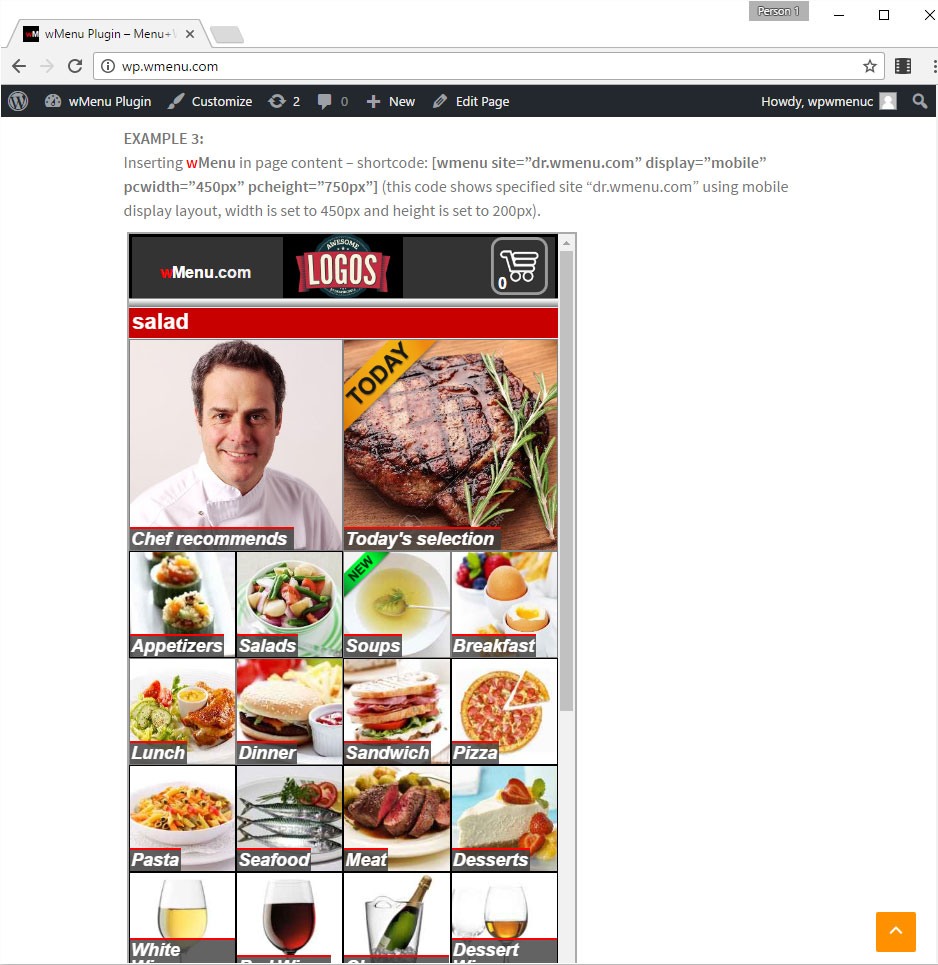 Person 1
wM wMenu Plugin – Menu+
wp.wmenu.com
wMenu Plugin Customize 2 0 New Edit Page Howdy, wpwmenuc
EXAMPLE 3:
Inserting wMenu in page content – shortcode: [wmenu site=”dr.wmenu.com” display=”mobile”
pcwidth=”450px” pcheight=”750px”] (this code shows specified site “dr.wmenu.com” using mobile
display layout, width is set to 450px and height is set to 200px).
AWESOME
wMenu.com LOGOS 0
salad
TODAY
Chef recommends Today's selection
NEW
Appetizers Salads Soups Breakfast
Lunch Dinner Sandwich Pizza
Pasta Seafood Meat Desserts
White Dessert